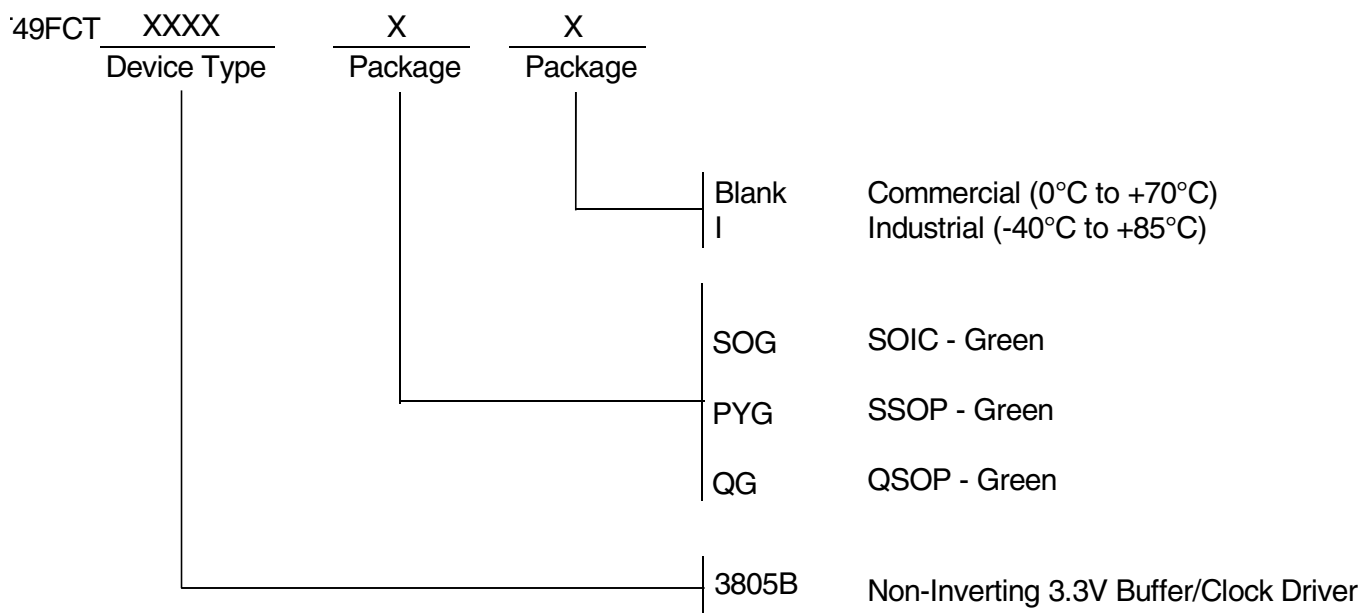 49FCT XXXX X X
Device Type Package Package
Blank Commercial (0°C to +70°C)
I Industrial (-40°C to +85°C)
SOG SOIC - Green
PYG SSOP - Green
QG QSOP - Green
3805B Non-Inverting 3.3V Buffer/Clock Driver